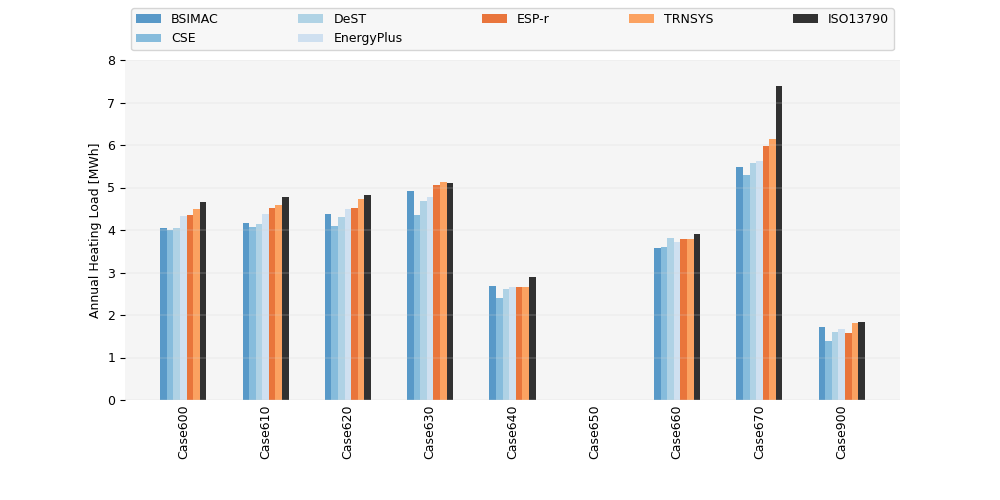 BSIMAC DeST ESP-r TRNSYS ISO13790
CSE EnergyPlus
Annual Heating Load [MWh]
8
7
6
5
4
3
2
1
0
Case600 Case610 Case620 Case630 Case640 Case650 Case660 Case670 Case900